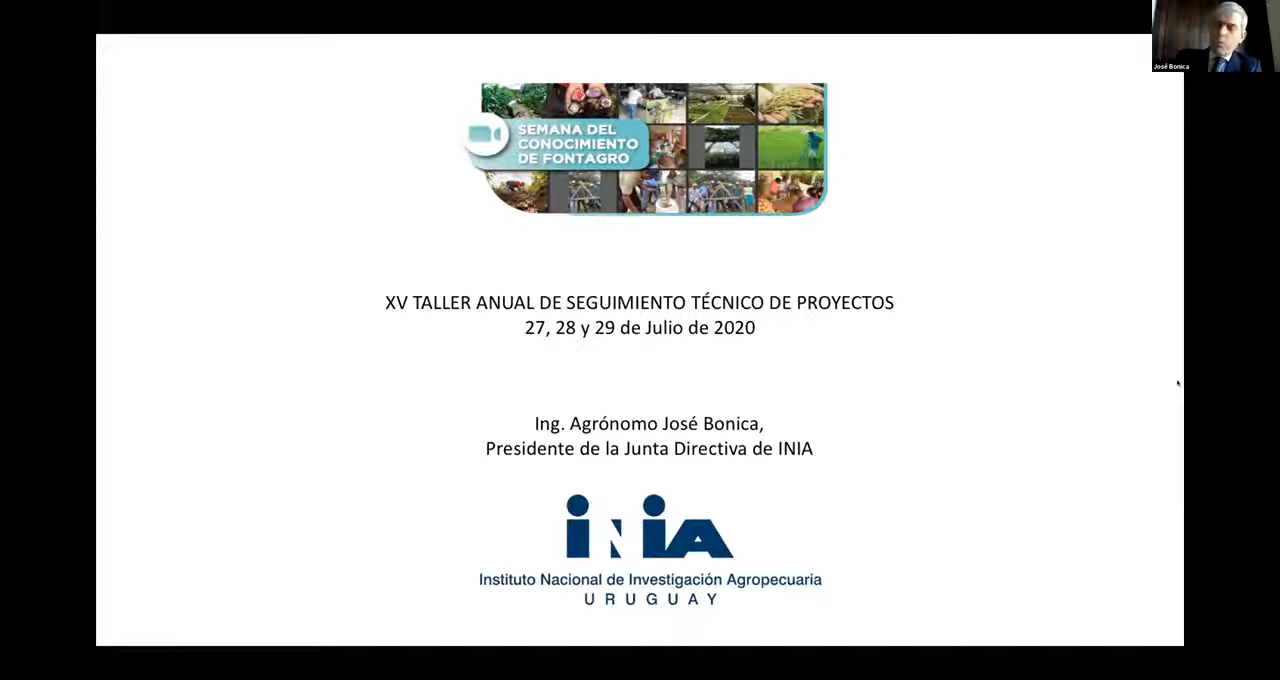 José Bonica
SEMANA DEL
CONOCIMIENTO
DE FONTAGRO
XV TALLER ANUAL DE SEGUIMIENTO TÉCNICO DE PROYECTOS
27, 28 y 29 de Julio de 2020
Ing. Agrónomo José Bonica,
Presidente de la Junta Directiva de INIA
iNiA
Instituto Nacional de Investigación Agropecuaria
URUGUAY